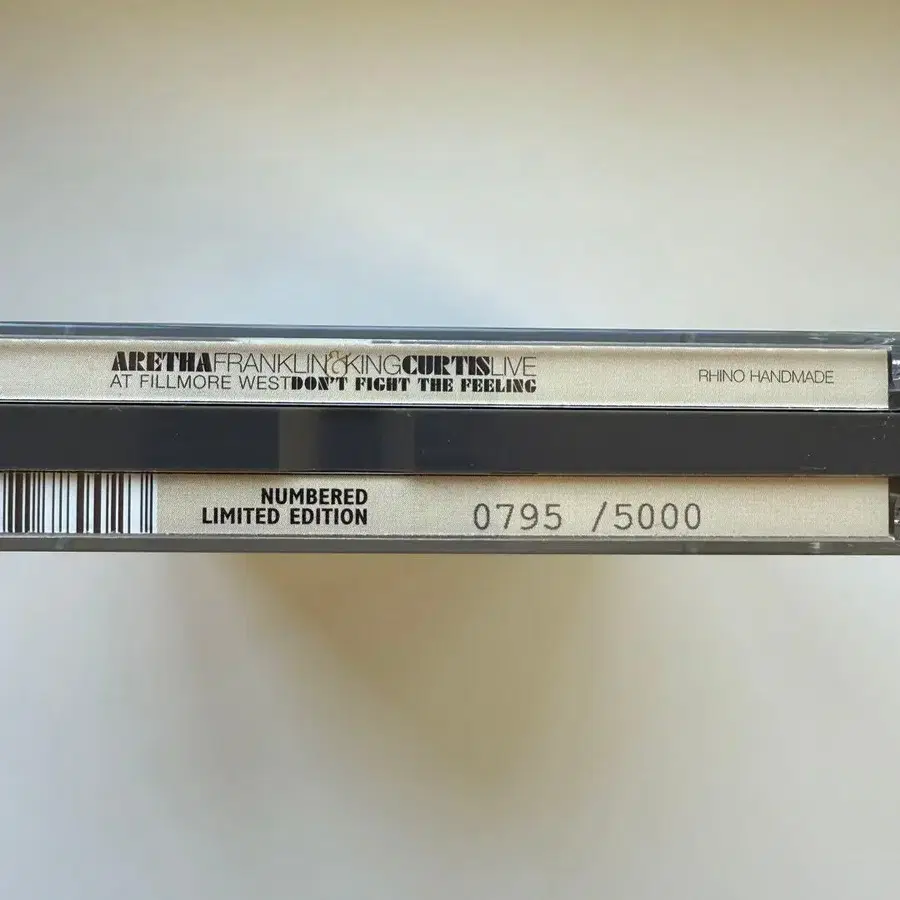 ARETHAFRANKLIN&KINGCURTISLIVE
AT FILLMORE WESTDON'T FIGHT THE FEELING
RHINO HANDMADE
NUMBERED
LIMITED EDITION
0795 /5000